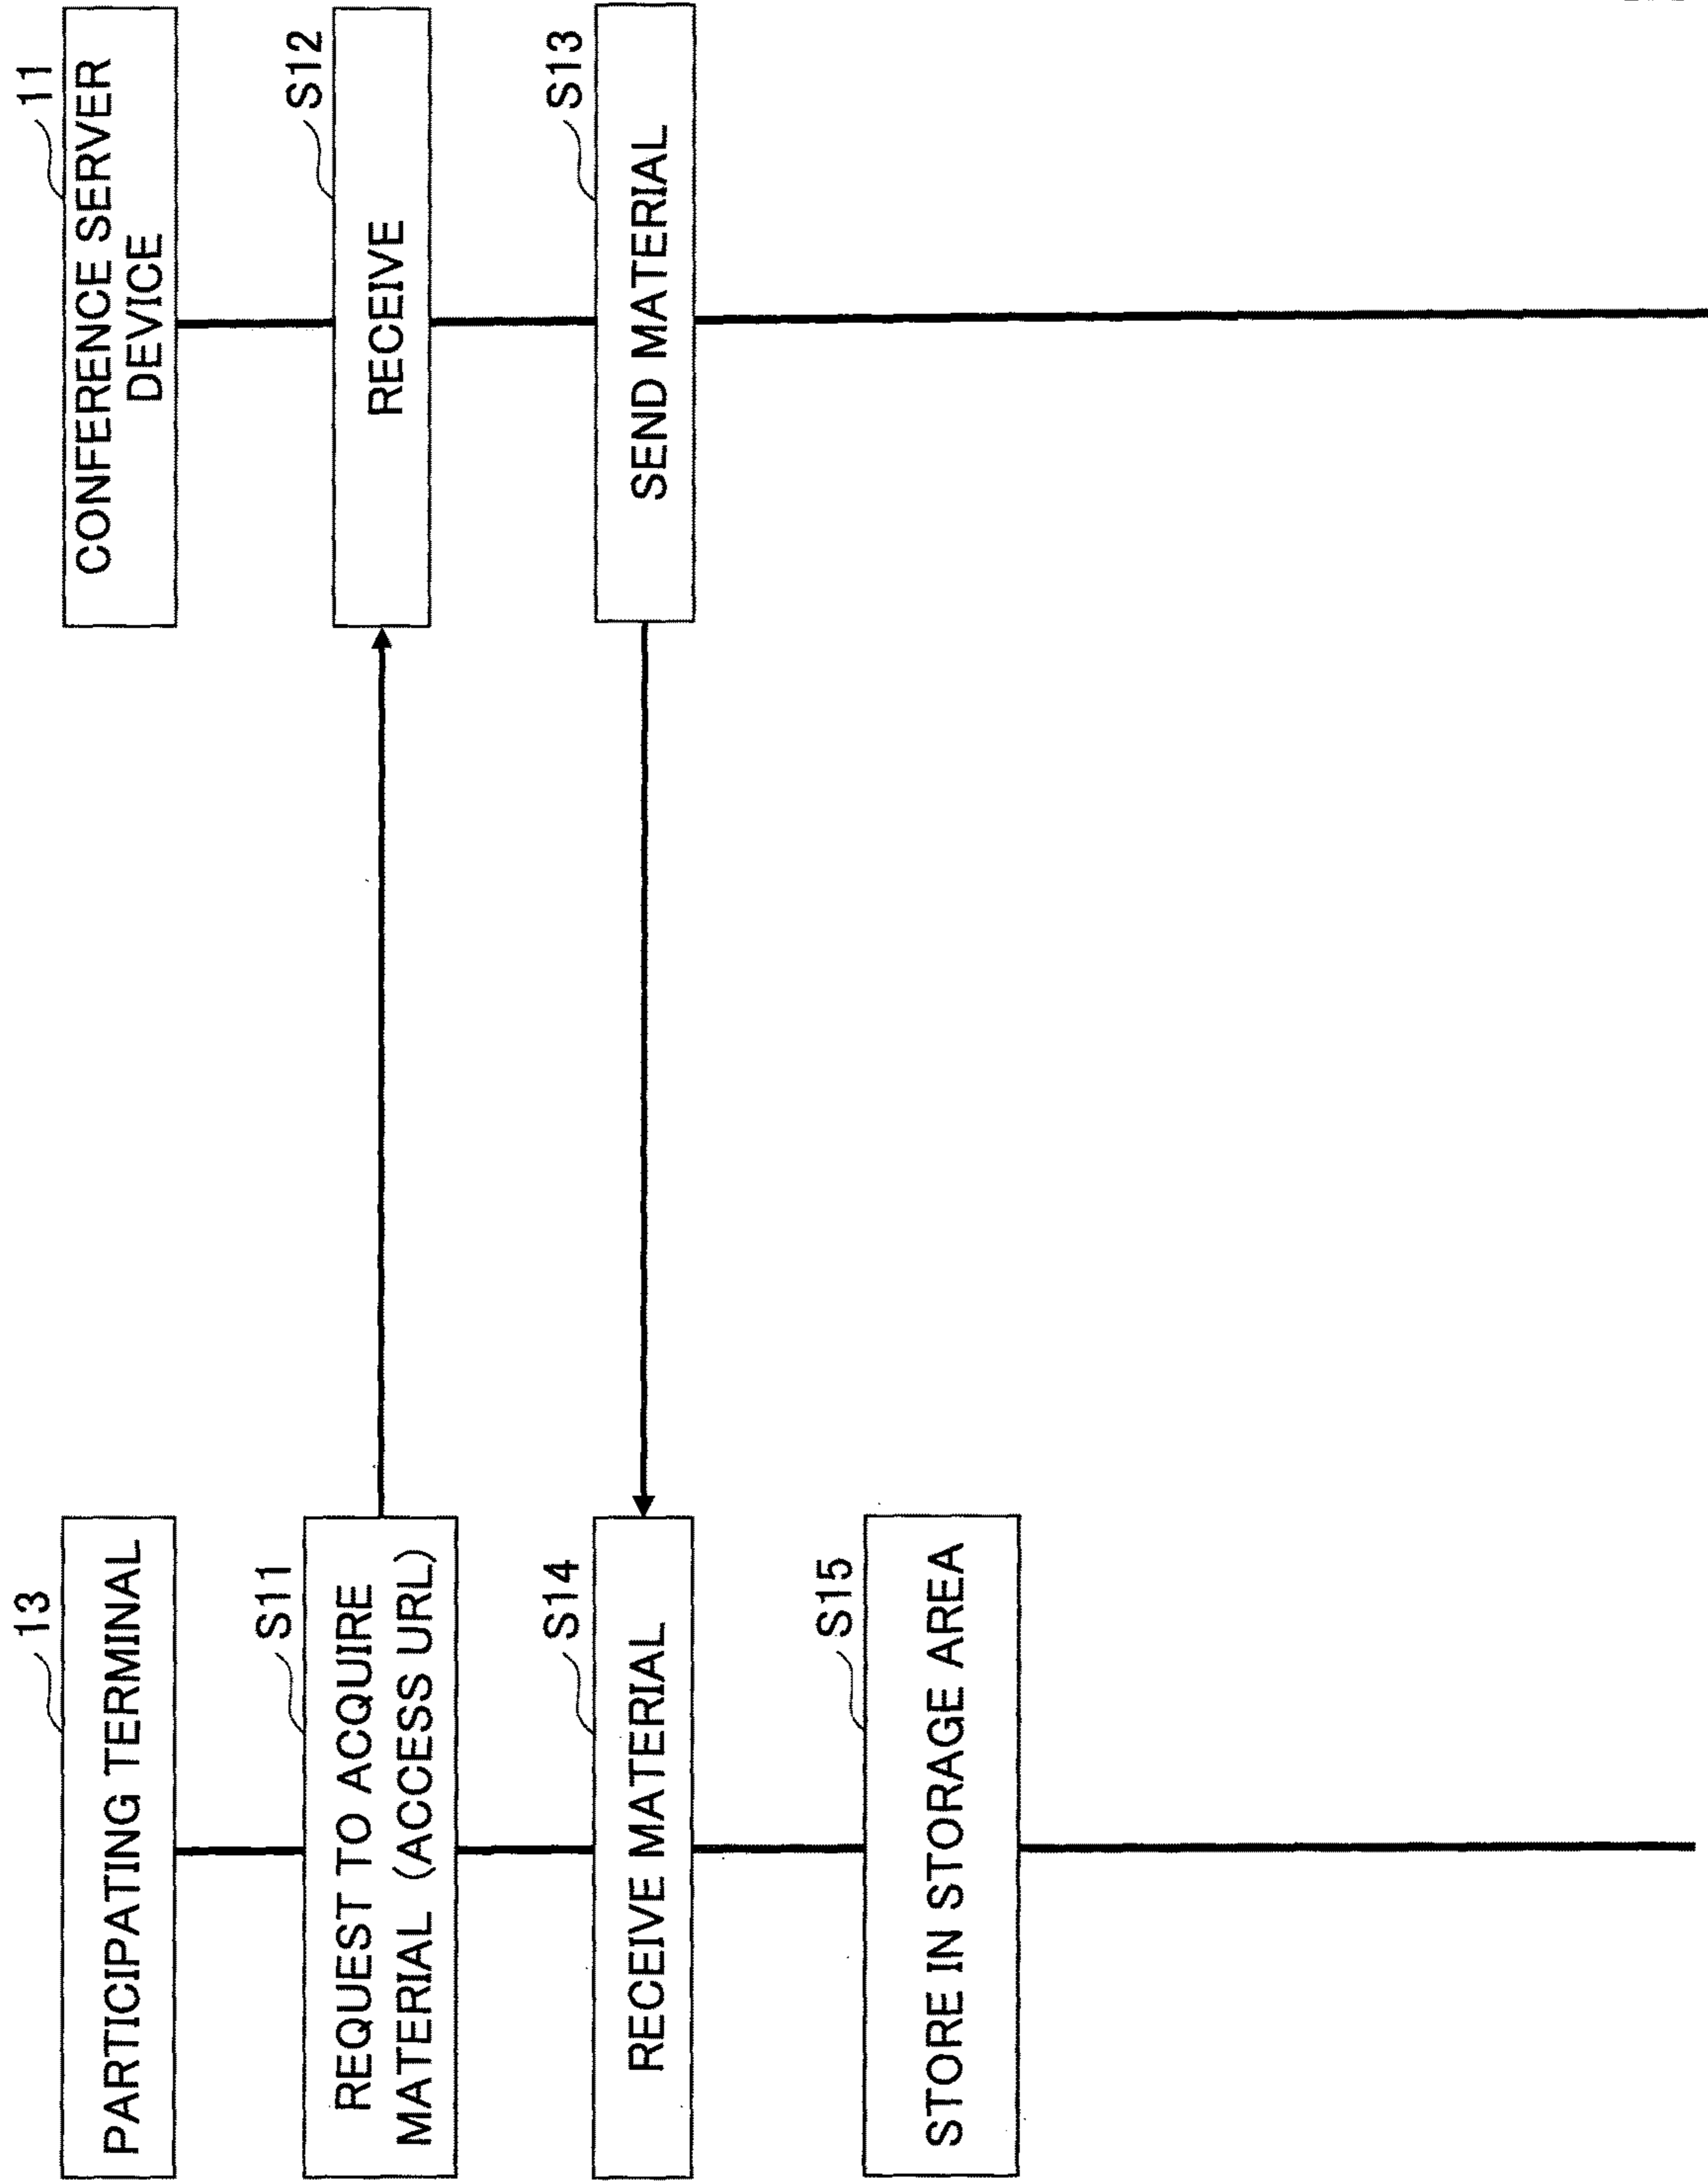 13
PARTICIPATING TERMINAL
11
CONFERENCE SERVER
DEVICE
S11
REQUEST TO ACQUIRE
MATERIAL (ACCESS URL)
S12
RECEIVE
S14
RECEIVE MATERIAL
S13
SEND MATERIAL
S15
STORE IN STORAGE AREA